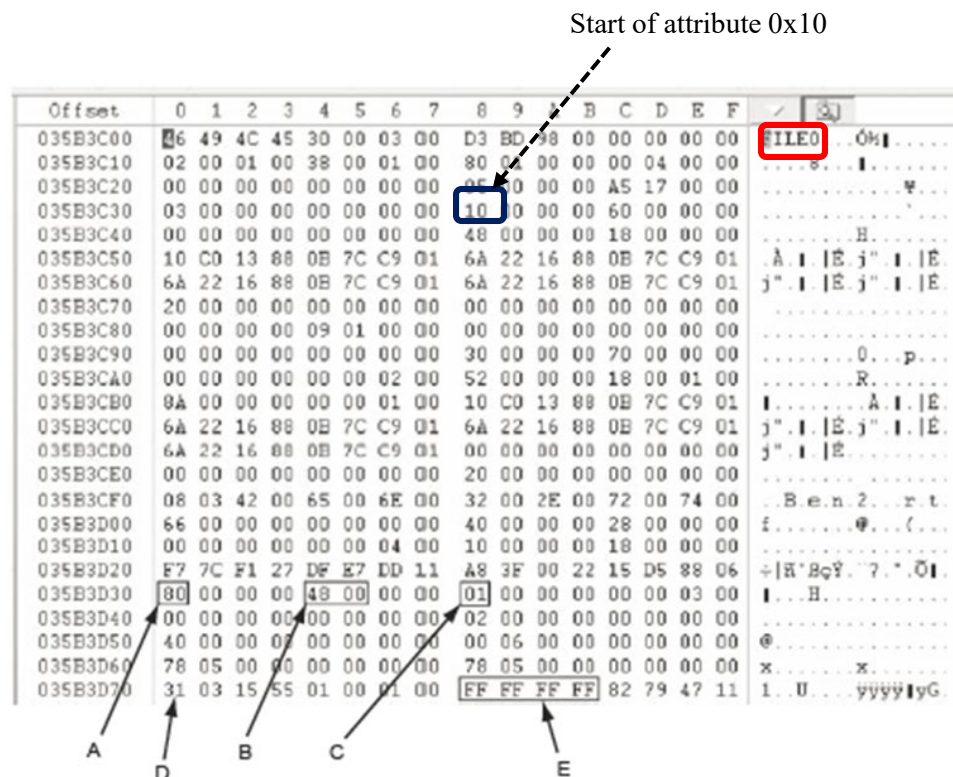 Start of attribute 0x10
Offset 0 1 2 3 4 5 6 7 8 9 A B C D E F
035B3C00 46 49 4C 45 30 00 03 00 D3 BD 98 00 00 00 00 00 FILE0...Ó½▮.....
035B3C10 02 00 01 00 38 00 01 00 80 01 00 00 00 04 00 00 ....8...▮.......
035B3C20 00 00 00 00 00 00 00 00 05 00 00 00 A5 17 00 00 ............¥...
035B3C30 03 00 00 00 00 00 00 00 10 00 00 00 60 00 00 00 ............`...
035B3C40 00 00 00 00 00 00 00 00 48 00 00 00 18 00 00 00 ........H.......
035B3C50 10 C0 13 88 0B 7C C9 01 6A 22 16 88 0B 7C C9 01 .À.▮.|É.j".▮.|É.
035B3C60 6A 22 16 88 0B 7C C9 01 6A 22 16 88 0B 7C C9 01 j".▮.|É.j".▮.|É.
035B3C70 20 00 00 00 00 00 00 00 00 00 00 00 00 00 00 00 ...............
035B3C80 00 00 00 00 09 01 00 00 00 00 00 00 00 00 00 00 ................
035B3C90 00 00 00 00 00 00 00 00 30 00 00 00 70 00 00 00 ........0...p...
035B3CA0 00 00 00 00 00 00 02 00 52 00 00 00 18 00 01 00 ........R.......
035B3CB0 8A 00 00 00 00 00 01 00 10 C0 13 88 0B 7C C9 01 ▮........À.▮.|É.
035B3CC0 6A 22 16 88 0B 7C C9 01 6A 22 16 88 0B 7C C9 01 j".▮.|É.j".▮.|É.
035B3CD0 6A 22 16 88 0B 7C C9 01 00 00 00 00 00 00 00 00 j".▮.|É.........
035B3CE0 00 00 00 00 00 00 00 00 20 00 00 00 00 00 00 00 ........ .......
035B3CF0 08 03 42 00 65 00 6E 00 32 00 2E 00 72 00 74 00 ..B.e.n.2...r.t.
035B3D00 66 00 00 00 00 00 00 00 40 00 00 00 28 00 00 00 f.......@...(...
035B3D10 00 00 00 00 00 00 04 00 10 00 00 00 18 00 00 00 ................
035B3D20 F7 7C F1 27 DF E7 DD 11 A8 3F 00 22 15 D5 88 06 ÷|ñ'ßçÝ.¨?.".Õ▮.
035B3D30 80 00 00 00 48 00 00 00 01 00 00 00 00 00 03 00 ▮...H...........
035B3D40 00 00 00 00 00 00 00 00 02 00 00 00 00 00 00 00 ................
035B3D50 40 00 00 00 00 00 00 00 00 06 00 00 00 00 00 00 @...............
035B3D60 78 05 00 00 00 00 00 00 78 05 00 00 00 00 00 00 x.......x.......
035B3D70 31 03 15 55 01 00 01 00 FF FF FF FF 82 79 47 11 1..U....ÿÿÿÿ▮yG.
A
B
C
D
E